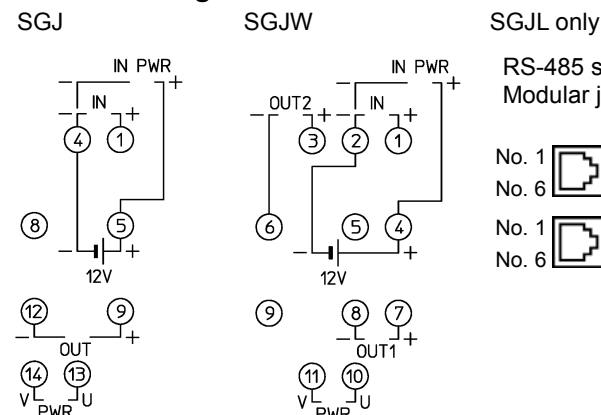 SGJ
IN PWR
- +
- IN +
4 1
8 5
- +
12V
12 9
- OUT +
14 13
V PWR U
SGJW
IN PWR
- +
- OUT2 + - IN +
3 2 1
6 5 4
- +
12V
9 8 7
- OUT1 +
11 10
V PWR U
SGJL only
RS-485 s
Modular j
No. 1
No. 6
No. 1
No. 6